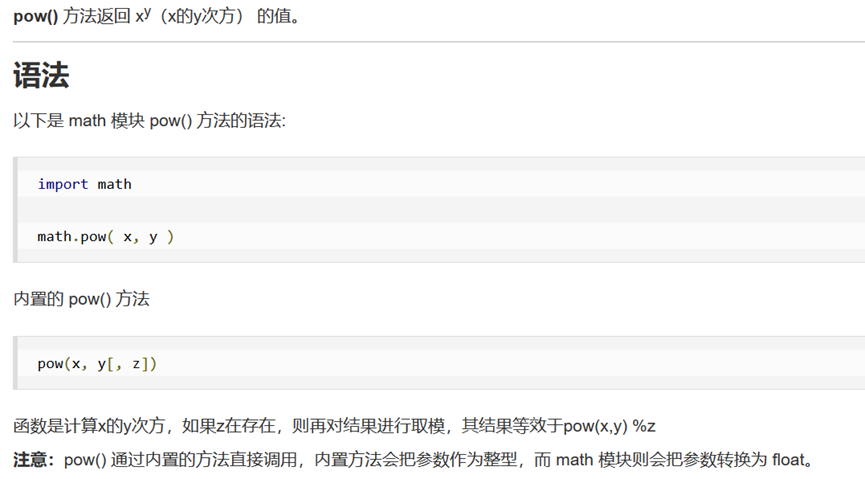 pow() 方法返回 xy（x的y次方） 的值。
语法
以下是 math 模块 pow() 方法的语法:
import math
math.pow( x, y )
内置的 pow() 方法
pow(x, y[, z])
函数是计算x的y次方，如果z在存在，则再对结果进行取模，其结果等效于pow(x,y) %z
注意：pow() 通过内置的方法直接调用，内置方法会把参数作为整型，而 math 模块则会把参数转换为 float。